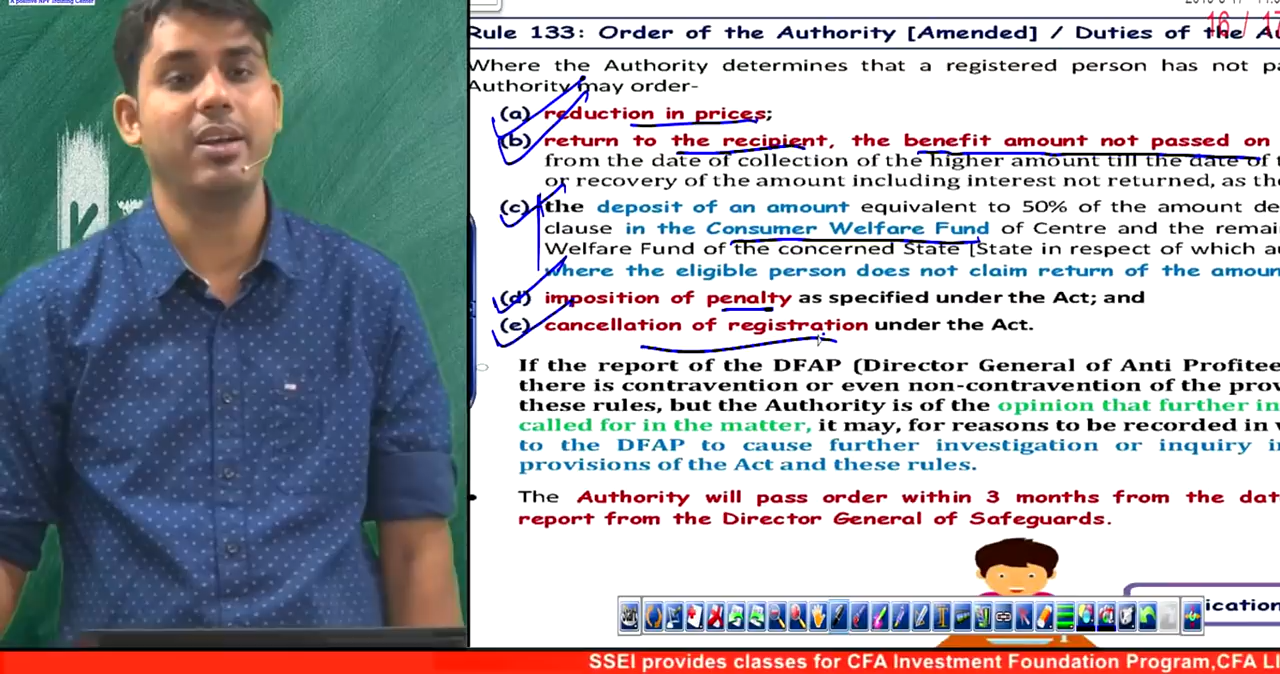 K positive APV Training Center
16 / 17
Rule 133: Order of the Authority [Amended] / Duties of the Au
Where the Authority determines that a registered person has not pa
Authority may order-
(a) reduction in prices;
(b) return to the recipient, the benefit amount not passed on
from the date of collection of the higher amount till the date of
or recovery of the amount including interest not returned, as the
(c) the deposit of an amount equivalent to 50% of the amount de
clause in the Consumer Welfare Fund of Centre and the remai
Welfare Fund of the concerned State [State in respect of which a
where the eligible person does not claim return of the amoun
(d) imposition of penalty as specified under the Act; and
(e) cancellation of registration under the Act.
If the report of the DFAP (Director General of Anti Profitee
there is contravention or even non-contravention of the prov
these rules, but the Authority is of the opinion that further in
called for in the matter, it may, for reasons to be recorded in
to the DFAP to cause further investigation or inquiry i
provisions of the Act and these rules.
• The Authority will pass order within 3 months from the dat
report from the Director General of Safeguards.
ication
SSEI provides classes for CFA Investment Foundation Program,CFA LI